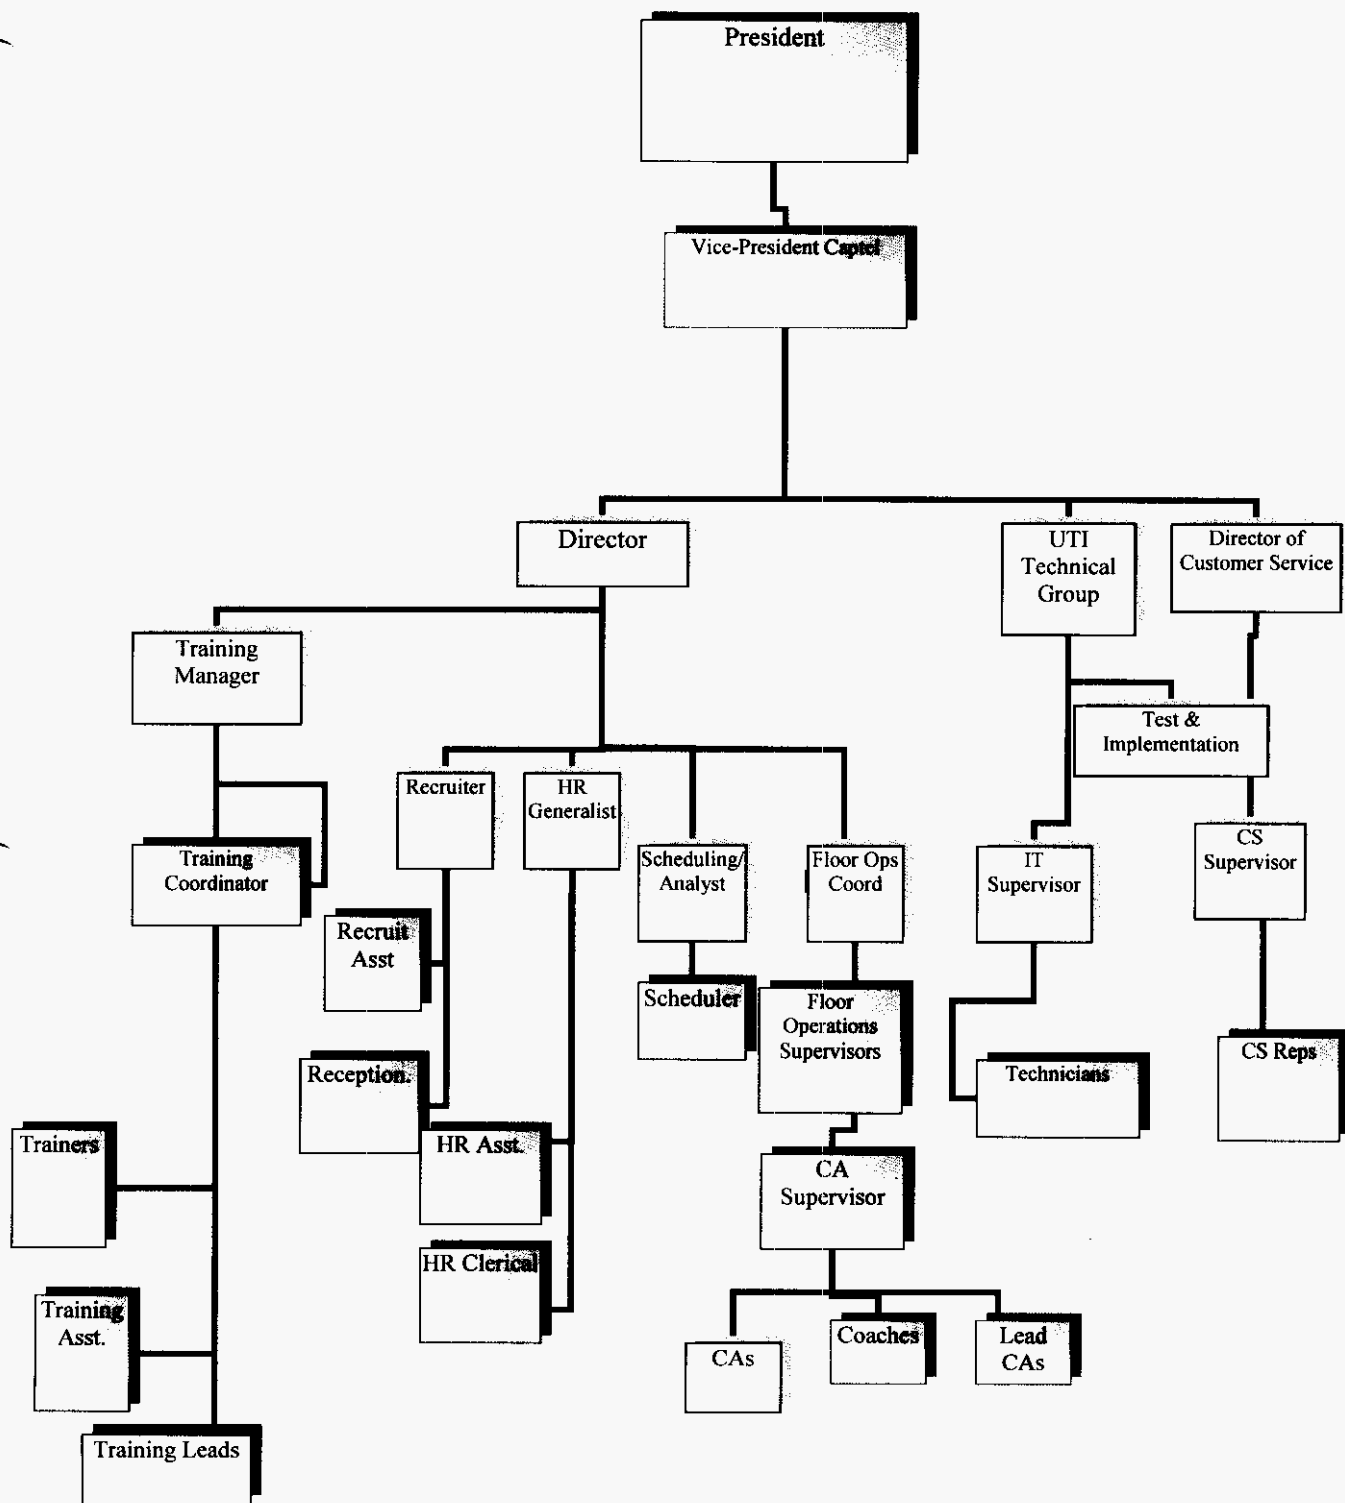 President
Vice-President Captel
Director
UTI
Technical
Group
Director of
Customer Service
Training
Manager
Test &
Implementation
Recruiter
HR
Generalist
Scheduling/
Analyst
Floor Ops
Coord
IT
Supervisor
CS
Supervisor
Training
Coordinator
Recruit
Asst
Scheduler
Floor
Operations
Supervisors
Reception.
Technicians
CS Reps
Trainers
HR Asst.
CA
Supervisor
HR Clerical
Training
Asst.
CAs
Coaches
Lead
CAs
Training Leads